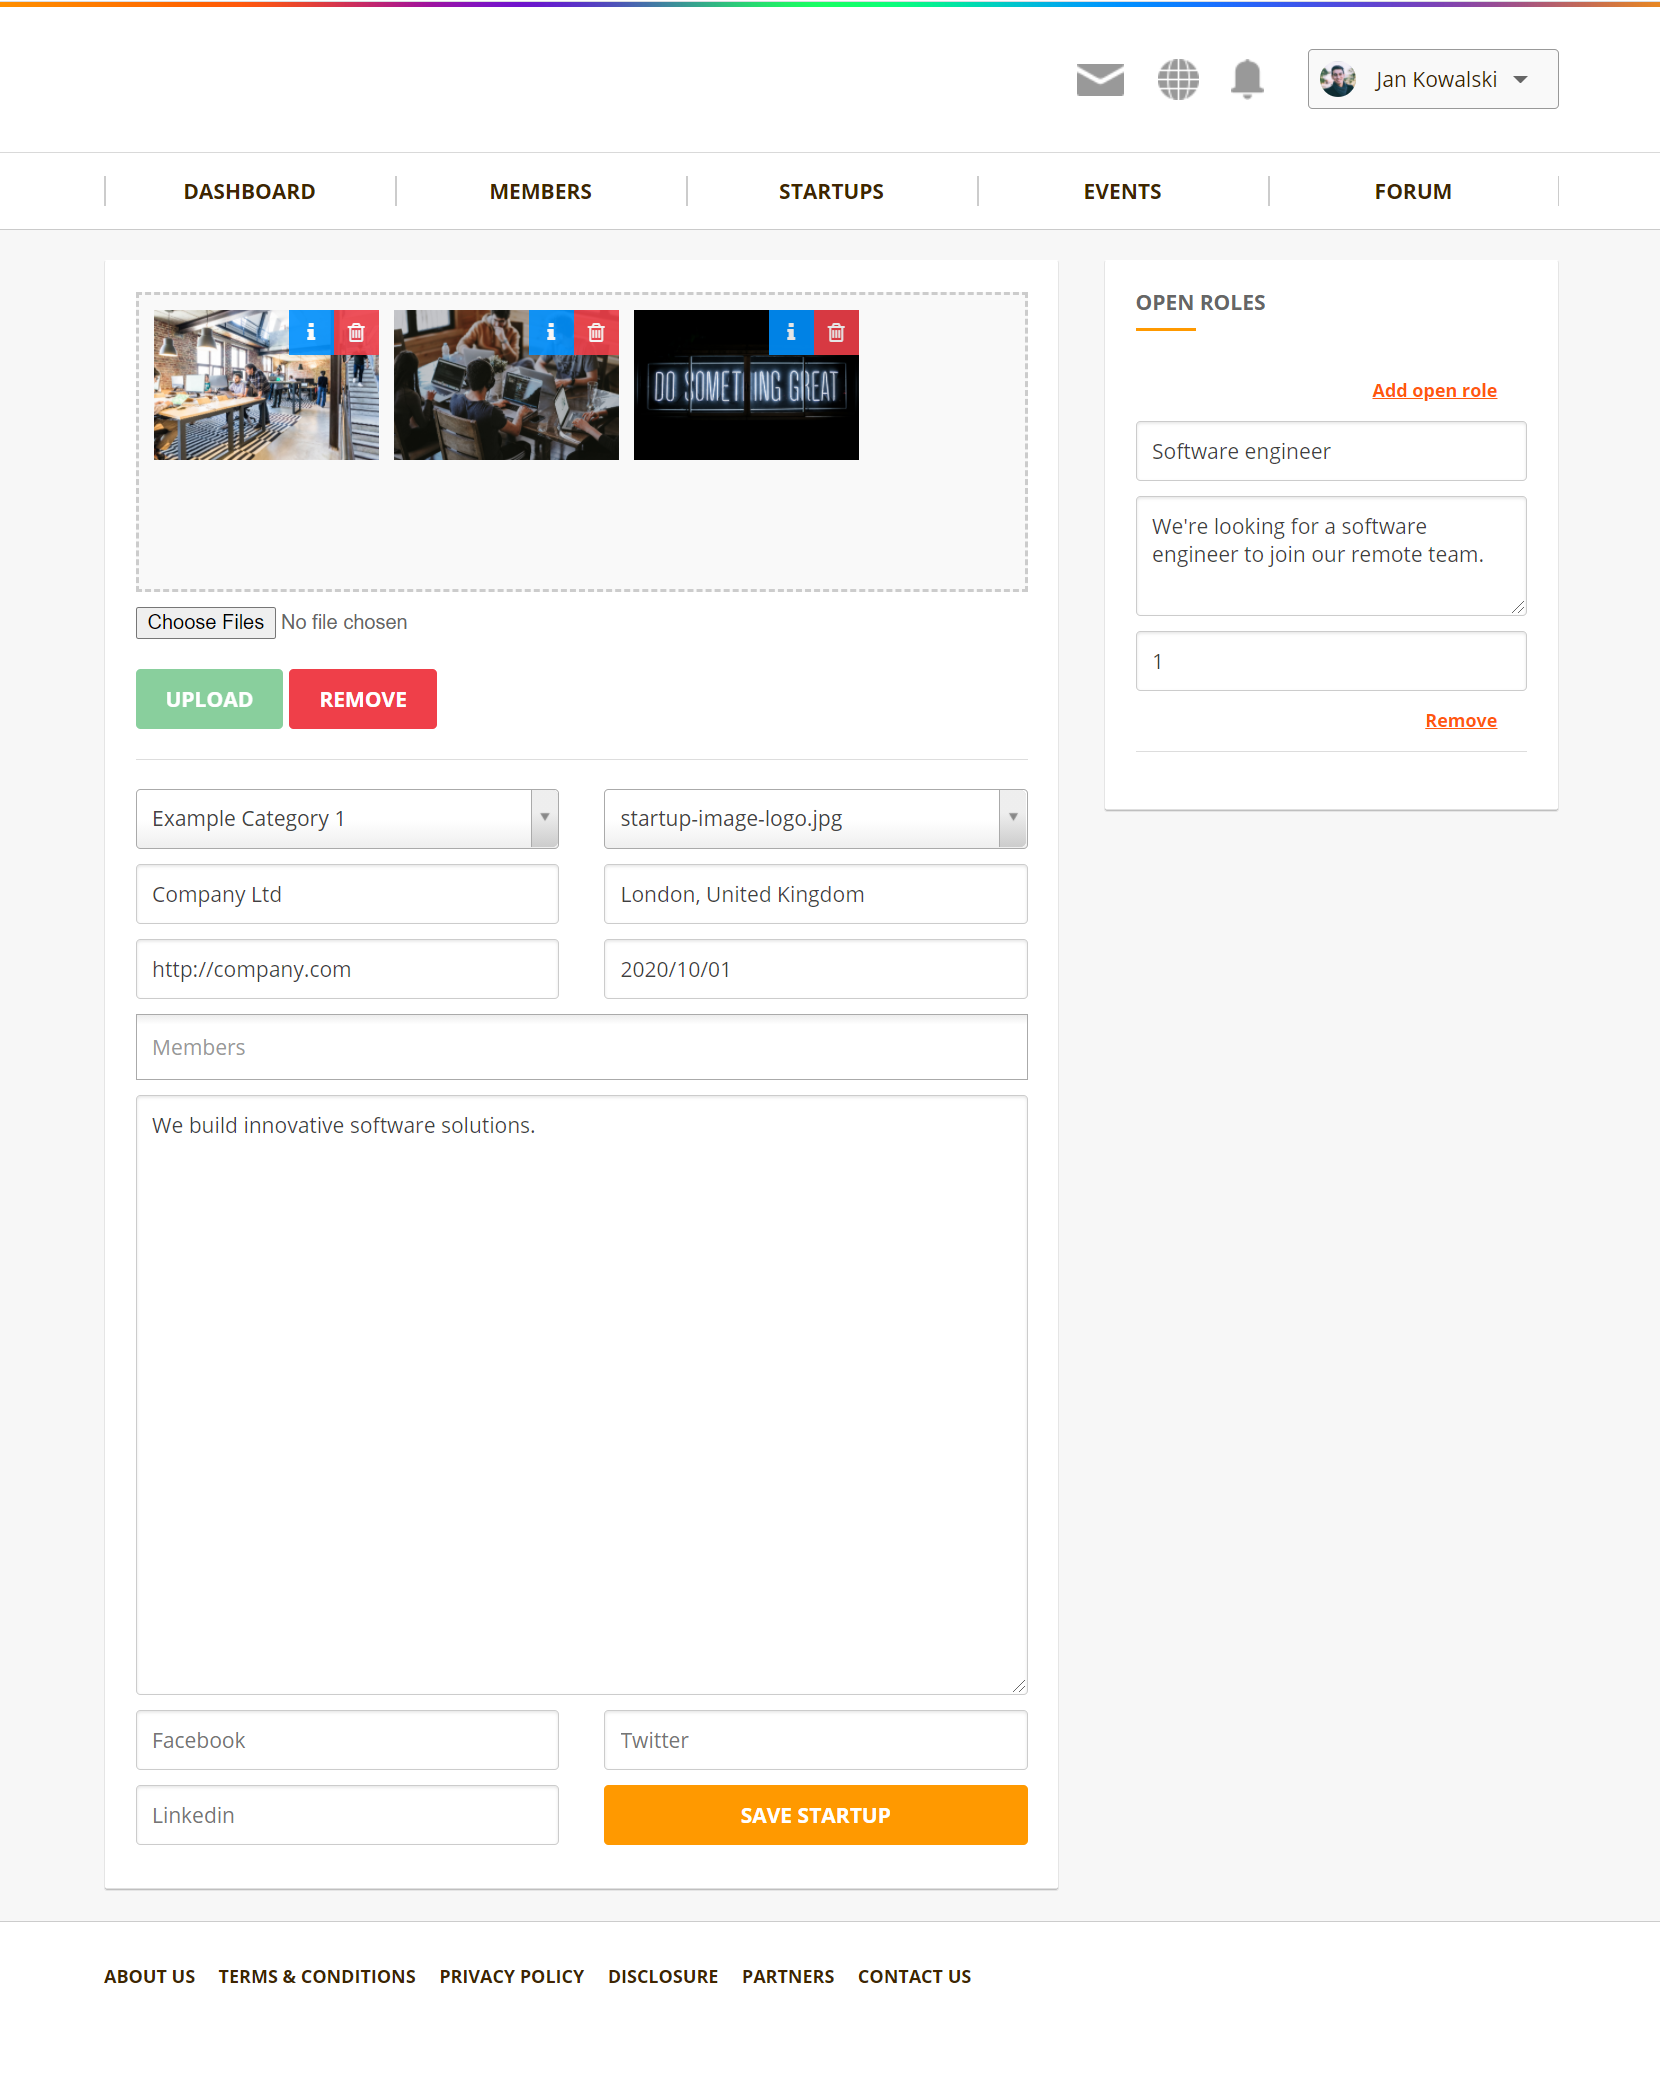 Jan Kowalski
DASHBOARD
MEMBERS
STARTUPS
EVENTS
FORUM
DO SOMETHING GREAT
Choose Files No file chosen
UPLOAD
REMOVE
Example Category 1
startup-image-logo.jpg
Company Ltd
London, United Kingdom
http://company.com
2020/10/01
Members
We build innovative software solutions.
Facebook
Twitter
Linkedin
SAVE STARTUP
OPEN ROLES
Add open role
Software engineer
We're looking for a software
engineer to join our remote team.
1
Remove
ABOUT US
TERMS & CONDITIONS
PRIVACY POLICY
DISCLOSURE
PARTNERS
CONTACT US